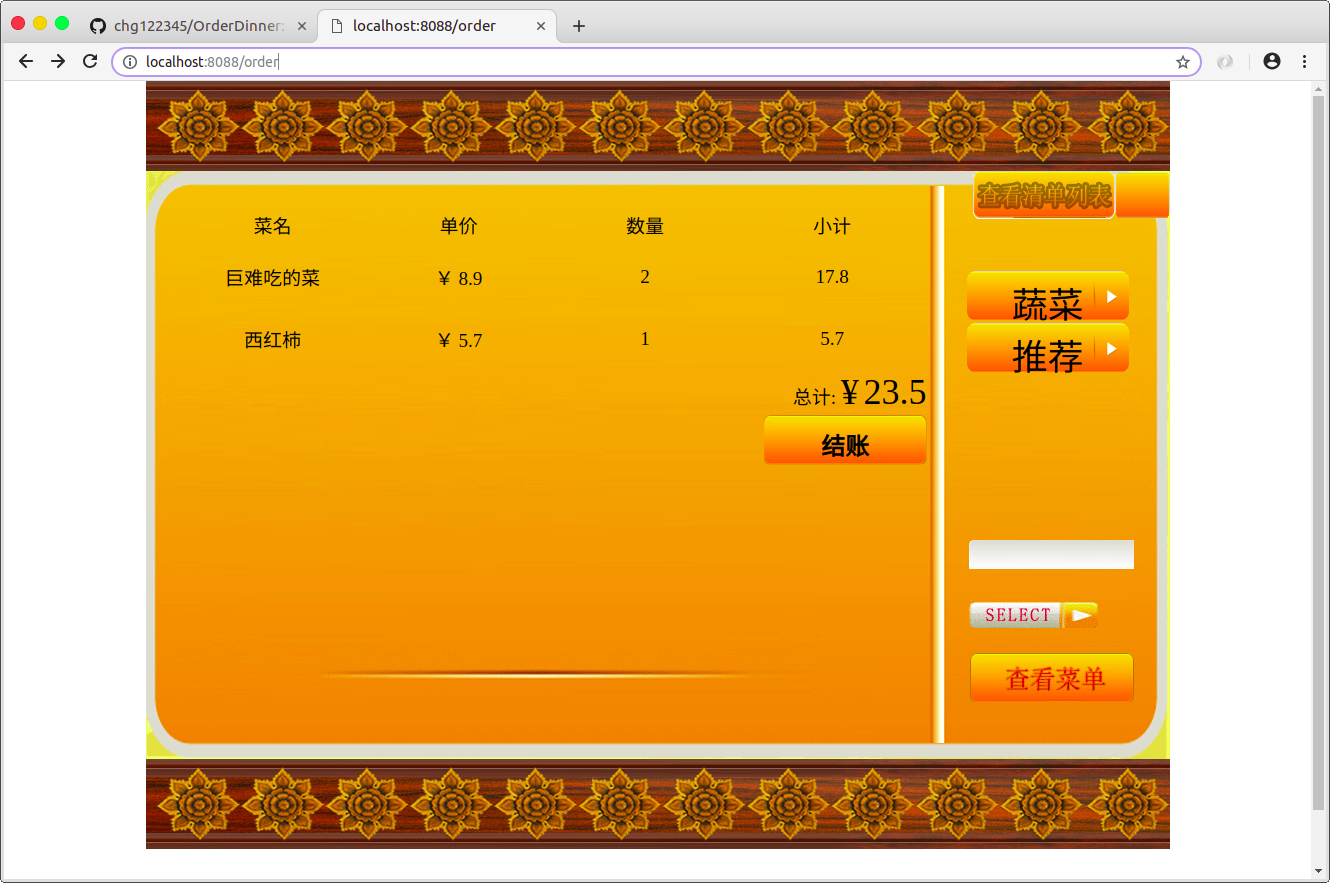 chg122345/OrderDinner:
localhost:8088/order
localhost:8088/order
查看清单列表
菜名 单价 数量 小计
巨难吃的菜 ￥ 8.9 2 17.8
西红柿 ￥ 5.7 1 5.7
总计: ¥ 23.5
结账
蔬菜
推荐
SELECT
查看菜单